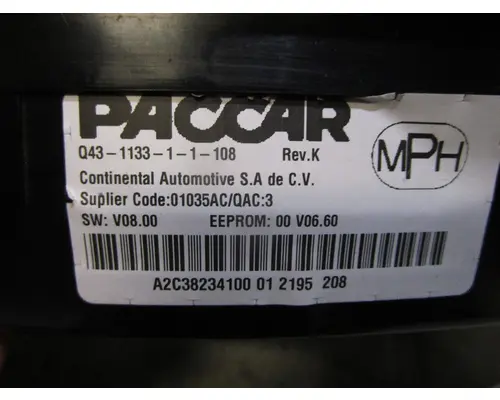 PACCAR
Q43-1133-1-1-108 Rev.K
MPH
Continental Automotive S.A de C.V.
Suplier Code:01035AC/QAC:3
SW: V08.00 EEPROM: 00 V06.60
A2C38234100 01 2195 208